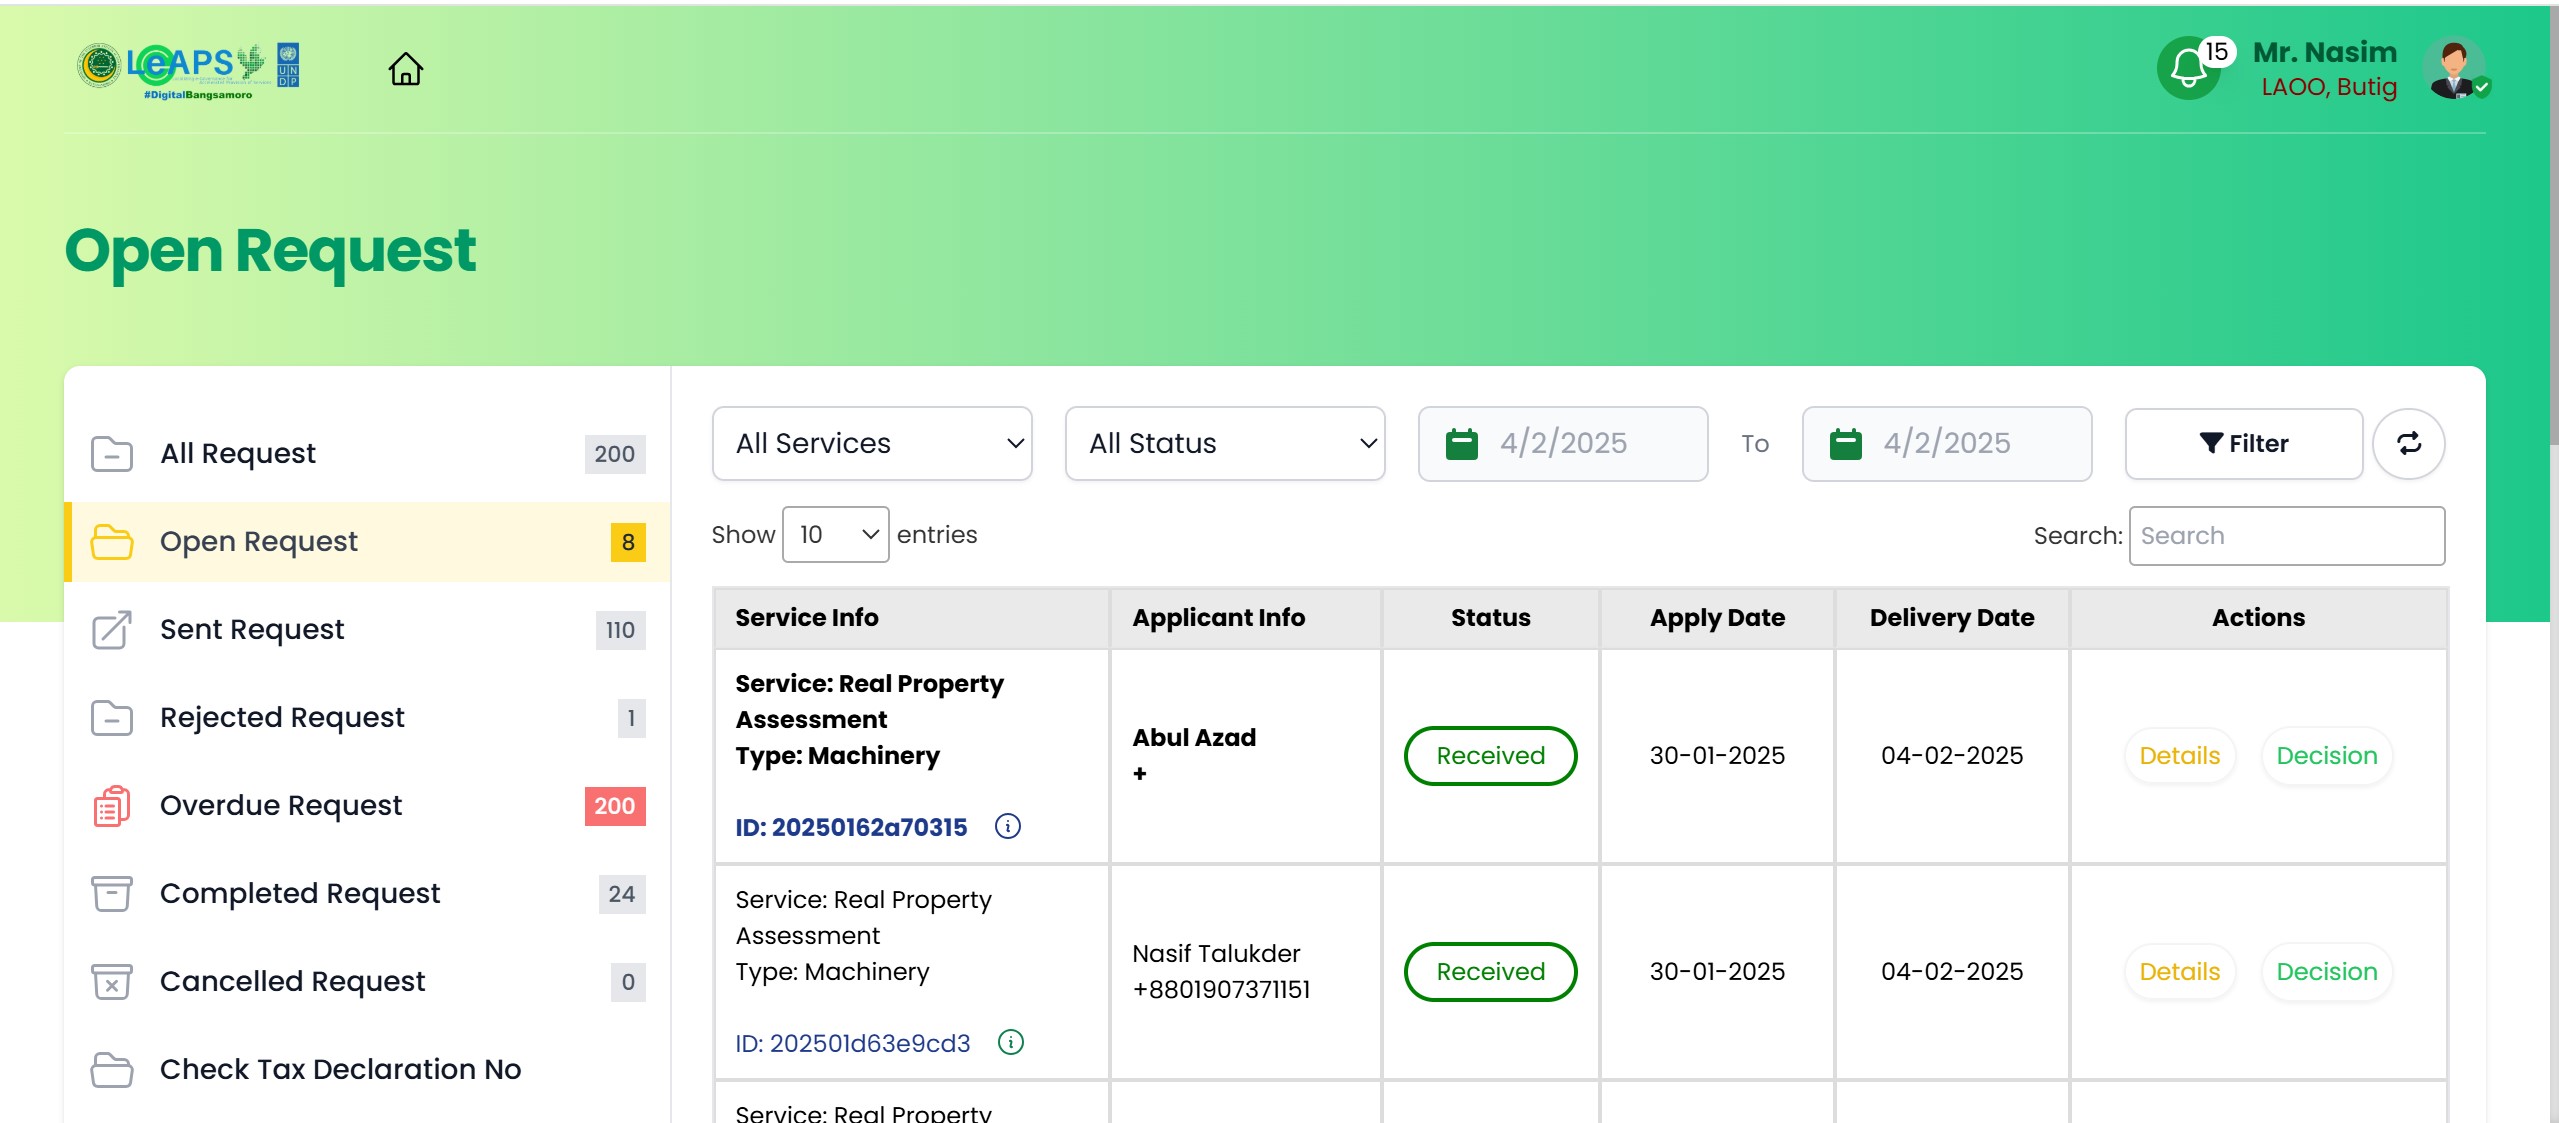 LeAPS
UNDP
#DigitalBangsamoro
15
Mr. Nasim
LAOO, Butig
Open Request
All Request 200
Open Request 8
Sent Request 110
Rejected Request 1
Overdue Request 200
Completed Request 24
Cancelled Request 0
Check Tax Declaration No
All Services All Status 4/2/2025 To 4/2/2025 Filter
Show 10 entries Search: Search
Service Info Applicant Info Status Apply Date Delivery Date Actions
Service: Real Property
Assessment
Type: Machinery
ID: 20250162a70315
Abul Azad
+
Received
30-01-2025
04-02-2025
Details Decision
Service: Real Property
Assessment
Type: Machinery
ID: 202501d63e9cd3
Nasif Talukder
+8801907371151
Received
30-01-2025
04-02-2025
Details Decision
Service: Real Property